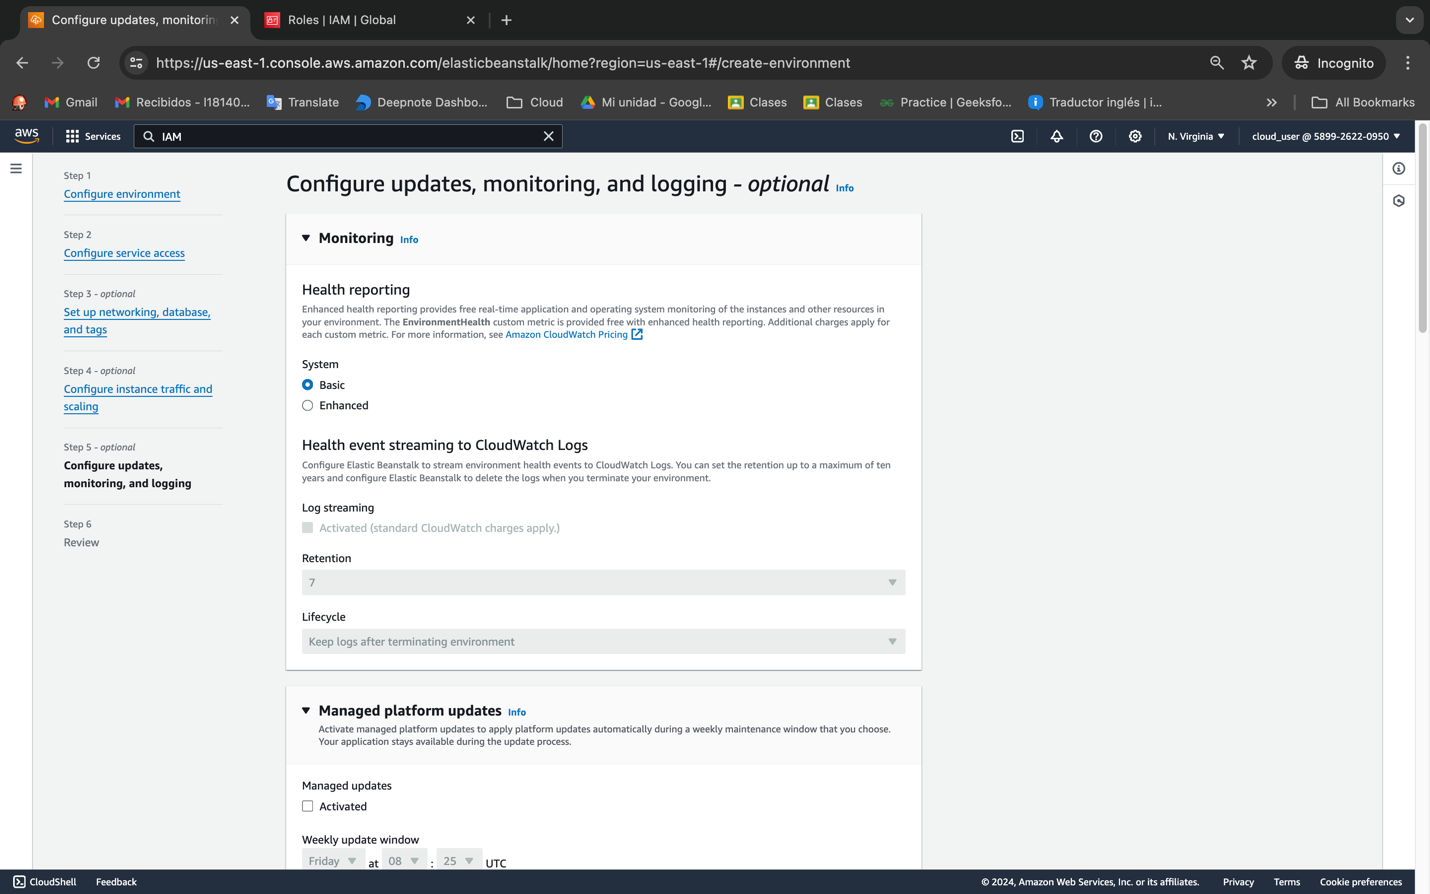 Configure updates, monitorin
Roles | IAM | Global
https://us-east-1.console.aws.amazon.com/elasticbeanstalk/home?region=us-east-1#/create-environment
Incognito
Gmail
Recibidos - l18140...
Translate
Deepnote Dashbo...
Cloud
Mi unidad - Googl...
Clases
Clases
Practice | Geeksfo...
Traductor inglés | i...
All Bookmarks
aws
Services
IAM
N. Virginia
cloud_user @ 5899-2622-0950
Step 1
Configure environment
Step 2
Configure service access
Step 3 - optional
Set up networking, database,
and tags
Step 4 - optional
Configure instance traffic and
scaling
Step 5 - optional
Configure updates,
monitoring, and logging
Step 6
Review
Configure updates, monitoring, and logging - optional Info
Monitoring Info
Health reporting
Enhanced health reporting provides free real-time application and operating system monitoring of the instances and other resources in
your environment. The EnvironmentHealth custom metric is provided free with enhanced health reporting. Additional charges apply for
each custom metric. For more information, see Amazon CloudWatch Pricing
System
Basic
Enhanced
Health event streaming to CloudWatch Logs
Configure Elastic Beanstalk to stream environment health events to CloudWatch Logs. You can set the retention up to a maximum of ten
years and configure Elastic Beanstalk to delete the logs when you terminate your environment.
Log streaming
Activated (standard CloudWatch charges apply.)
Retention
7
Lifecycle
Keep logs after terminating environment
Managed platform updates Info
Activate managed platform updates to apply platform updates automatically during a weekly maintenance window that you choose.
Your application stays available during the update process.
Managed updates
Activated
Weekly update window
Friday at 08 : 25 UTC
CloudShell
Feedback
© 2024, Amazon Web Services, Inc. or its affiliates.
Privacy
Terms
Cookie preferences